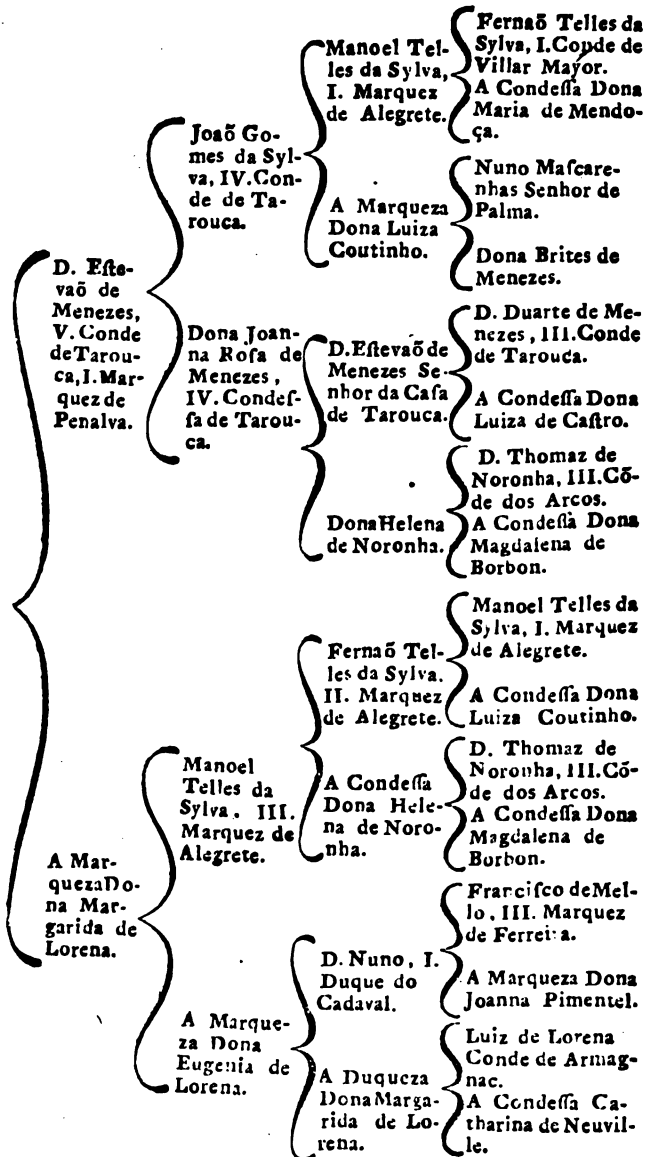 D. Eſte-
vaõ de
Menezes,
V. Conde
de Tarou-
ca, I. Mar-
quez de
Penalva.
A Mar-
queza Do-
na Mar-
garida de
Lorena.
Joaõ Go-
mes da Syl-
va, IV. Con-
de de Ta-
rouca.
Dona Joan-
na Roſa de
Menezes,
IV. Condeſ-
ſa de Tarou-
ca.
Manoel
Telles da
Sylva. III.
Marquez de
Alegrete.
A Marque-
za Dona
Eugenia de
Lorena.
Manoel Tel-
les da Sylva,
I. Marquez
de Alegrete.
A Marqueza
Dona Luiza
Coutinho.
D. Eſtevaõ de
Menezes Se-
nhor da Caſa
de Tarouca.
Dona Helena
de Noronha.
Fernaõ Tel-
les da Sylva.
II. Marquez
de Alegrete.
A Condeſſa
Dona Hele-
na de Noro-
nha.
D. Nuno, I.
Duque do
Cadaval.
A Duqueza
Dona Marga-
rida de Lo-
rena.
Fernaõ Telles da
Sylva, I. Conde de
Villar Mayor.
A Condeſſa Dona
Maria de Mendo-
ça.
Nuno Maſcare-
nhas Senhor de
Palma.
Dona Brites de
Menezes.
D. Duarte de Me-
nezes, III. Conde
de Tarouca.
A Condeſſa Dona
Luiza de Caſtro.
D. Thomaz de
Noronha, III. Cõ-
de dos Arcos.
A Condeſſà Dona
Magdalena de
Borbon.
Manoel Telles da
Sylva, I. Marquez
de Alegrete.
A Condeſſa Dona
Luiza Coutinho.
D. Thomaz de
Noronha, III. Cõ-
de dos Arcos.
A Condeſſa Dona
Magdalena de
Borbon.
Franciſco de Mel-
lo, III. Marquez
de Ferreira.
A Marqueza Dona
Joanna Pimentel.
Luiz de Lorena
Conde de Armag-
nac.
A Condeſſa Ca-
tharina de Neuvil-
le.